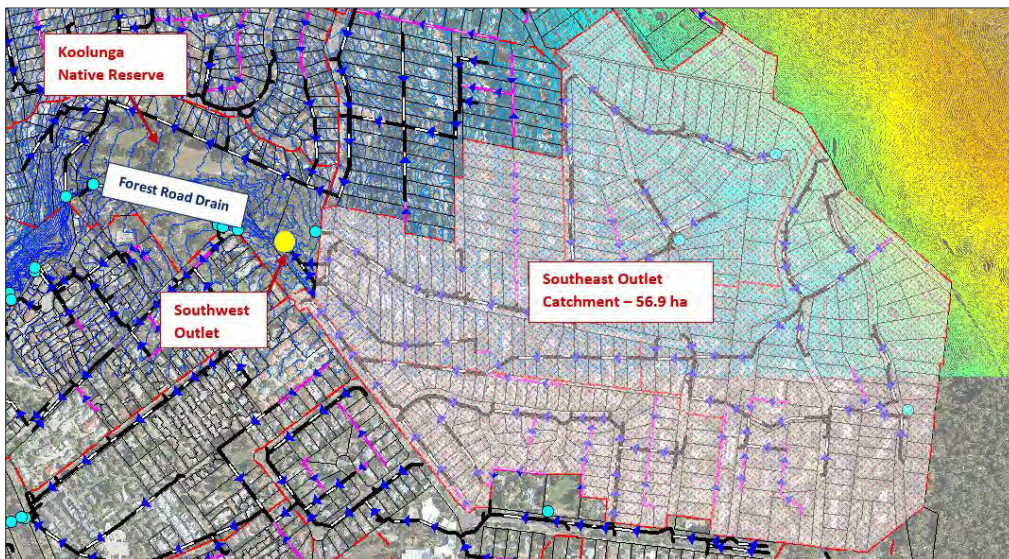 Koolunga
Native Reserve
Forest Road Drain
Southwest
Outlet
Southeast Outlet
Catchment – 56.9 ha